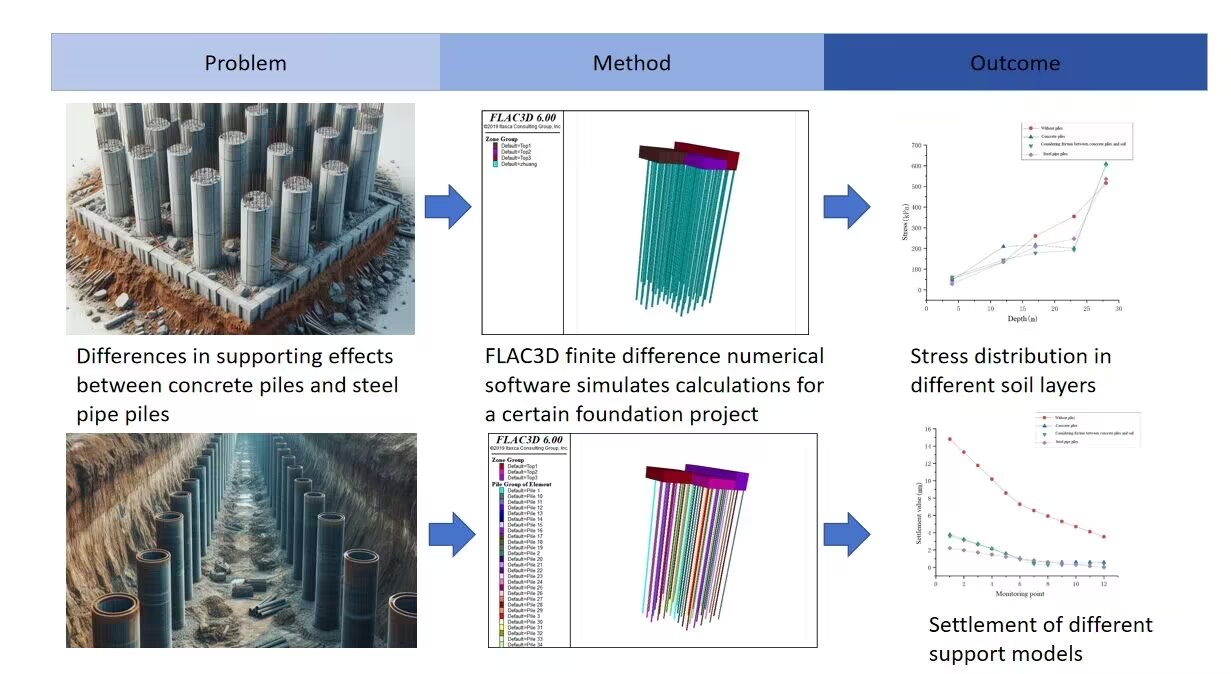 Problem
Method
Outcome
FLAC3D 6.00
©2019 Itasca Consulting Group, Inc.
Zone Group
Default=Top1
Default=Top2
Default=Top3
Default=zhuang
Without piles
Concrete piles
Considering friction between concrete piles and soil
Steel pipe piles
700
600
500
400
300
200
100
0
Stress(kPa)
0
5
10
15
20
25
30
Depth(m)
Differences in supporting effects
between concrete piles and steel
pipe piles
FLAC3D finite difference numerical
software simulates calculations for
a certain foundation project
Stress distribution in
different soil layers
FLAC3D 6.00
©2019 Itasca Consulting Group, Inc.
Zone Group
Default=Top1
Default=Top2
Default=Top3
Pile Group of Element
Default=Pile 1
Default=Pile 10
Default=Pile 11
Default=Pile 12
Default=Pile 13
Default=Pile 14
Default=Pile 15
Default=Pile 16
Default=Pile 17
Default=Pile 18
Default=Pile 19
Default=Pile 2
Default=Pile 20
Default=Pile 21
Default=Pile 22
Default=Pile 23
Default=Pile 24
Default=Pile 25
Default=Pile 26
Default=Pile 27
Default=Pile 28
Default=Pile 29
Default=Pile 3
Default=Pile 30
Default=Pile 31
Default=Pile 32
Default=Pile 33
Default=Pile 34
Without piles
Concrete piles
Considering friction between concrete piles and soil
Steel pipe piles
16
14
12
10
8
6
4
2
0
Settlement value(mm)
0
2
4
6
8
10
12
Monitoring point
Settlement of different
support models